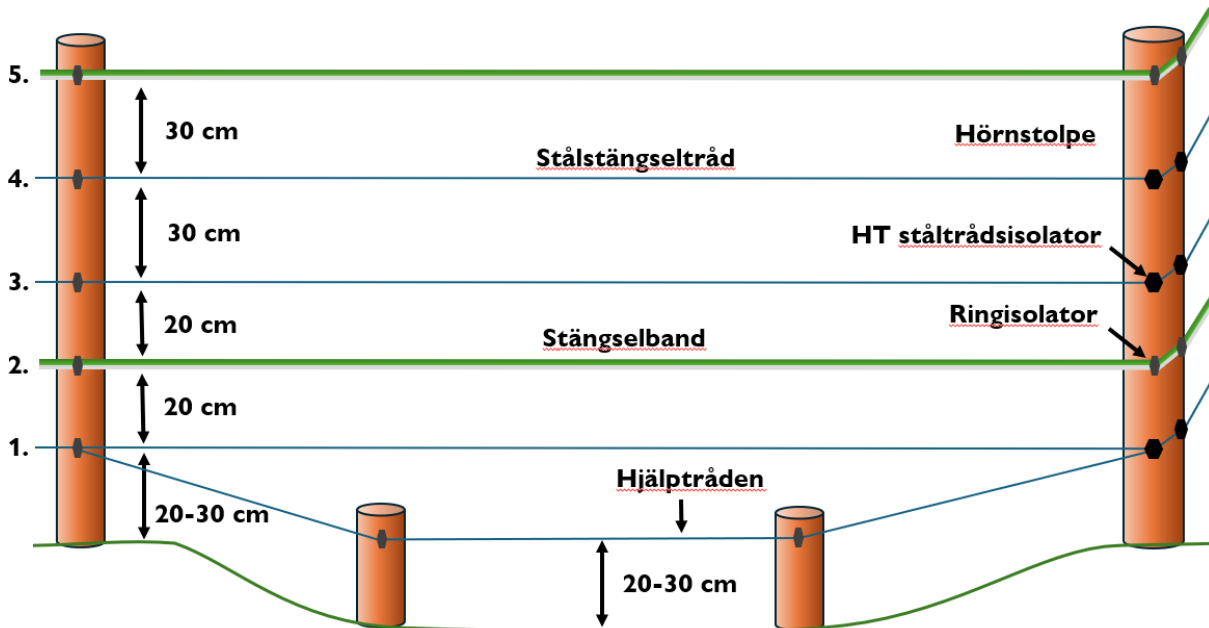 5.
30 cm
Hörnstolpe
Stålstängseltråd
4.
30 cm
HT ståltrådsisolator
3.
20 cm
Ringisolator
Stängselband
2.
20 cm
1.
Hjälptråden
20-30 cm
20-30 cm